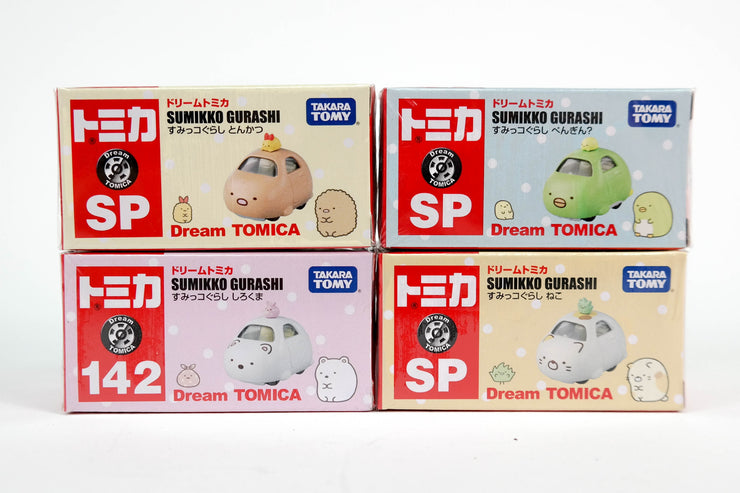 トミカ
Dream
TOMICA
SP
ドリームトミカ
SUMIKKO GURASHI
すみっコぐらし とんかつ
TAKARA
TOMY
Dream TOMICA
トミカ
Dream
TOMICA
SP
ドリームトミカ
SUMIKKO GURASHI
すみっコぐらし ぺんぎん?
TAKARA
TOMY
Dream TOMICA
トミカ
Dream
TOMICA
142
ドリームトミカ
SUMIKKO GURASHI
すみっコぐらし しろくま
TAKARA
TOMY
Dream TOMICA
トミカ
Dream
TOMICA
SP
ドリームトミカ
SUMIKKO GURASHI
すみっコぐらし ねこ
TAKARA
TOMY
Dream TOMICA